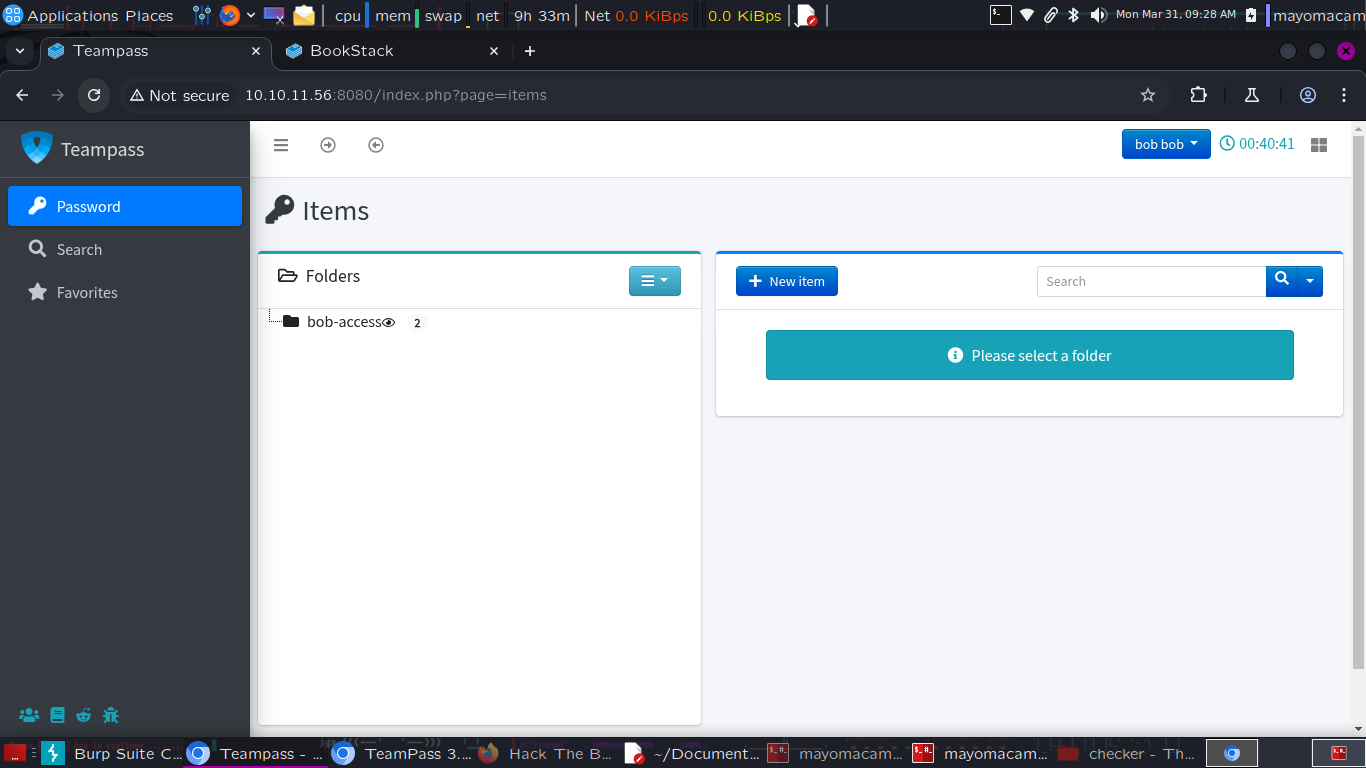 Applications Places cpu mem swap net 9h 33m Net 0.0 KiBps 0.0 KiBps Mon Mar 31, 09:28 AM mayomacam
Teampass BookStack
Not secure 10.10.11.56:8080/index.php?page=items
Teampass bob bob 00:40:41
Password
Search
Favorites
Items
Folders
bob-access 2
New item Search
Please select a folder
Burp Suite C... Teampass - ... TeamPass 3.... Hack The B... ~/Document... mayomacam... mayomacam... checker - Th...